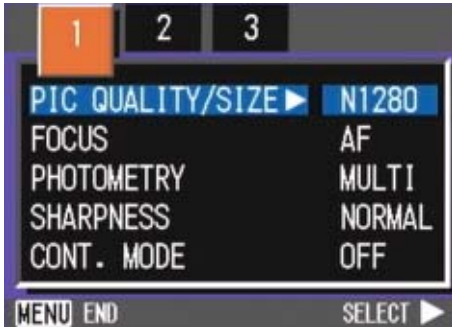 1 2 3
PIC QUALITY/SIZE▶ N1280
FOCUS AF
PHOTOMETRY MULTI
SHARPNESS NORMAL
CONT. MODE OFF
MENU END SELECT ▶